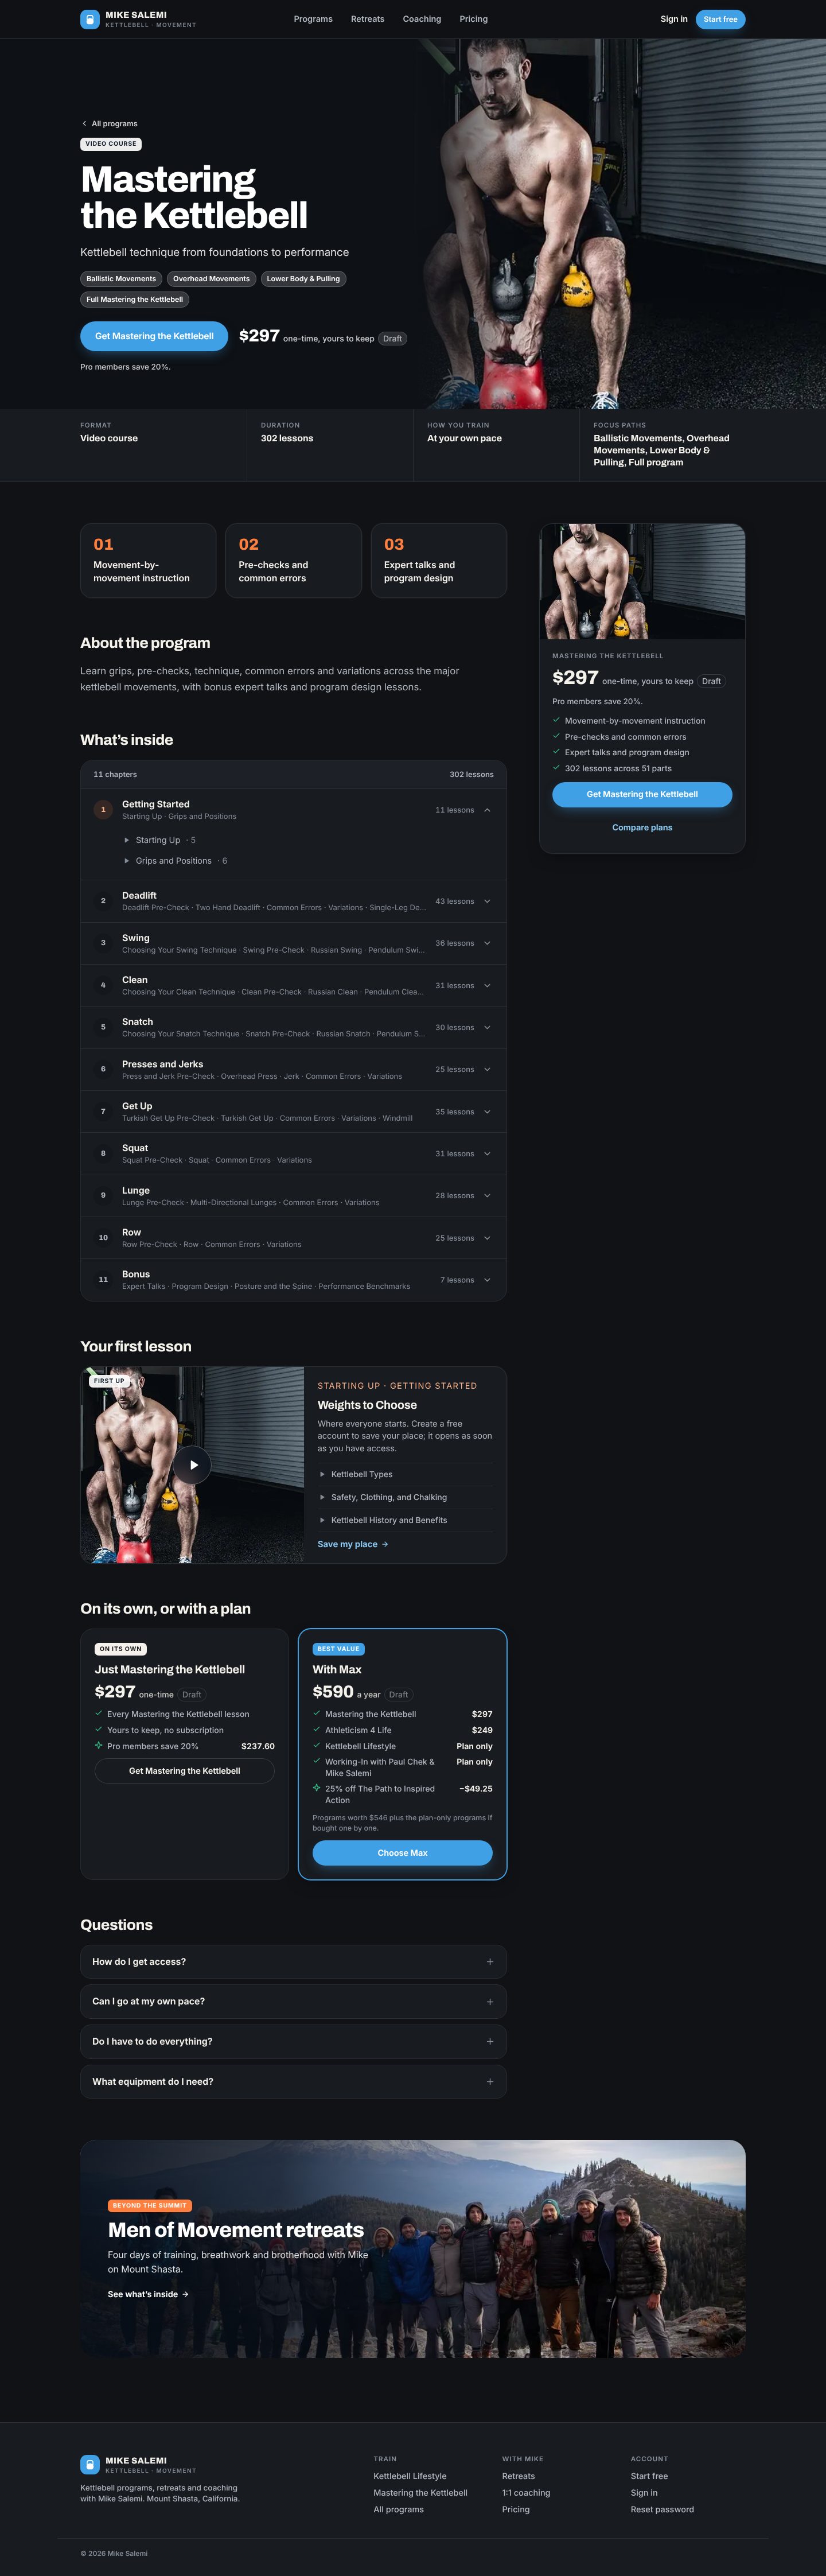 MIKE SALEMI
KETTLEBELL · MOVEMENT
Programs
Retreats
Coaching
Pricing
Sign in
Start free
All programs
VIDEO COURSE
Mastering
the Kettlebell
Kettlebell technique from foundations to performance
Ballistic Movements
Overhead Movements
Lower Body & Pulling
Full Mastering the Kettlebell
Get Mastering the Kettlebell
$297 one-time, yours to keep Draft
Pro members save 20%.
FORMAT
Video course
DURATION
302 lessons
HOW YOU TRAIN
At your own pace
FOCUS PATHS
Ballistic Movements, Overhead
Movements, Lower Body &
Pulling, Full program
01
Movement-by-
movement instruction
02
Pre-checks and
common errors
03
Expert talks and
program design
MASTERING THE KETTLEBELL
$297 one-time, yours to keep Draft
Pro members save 20%.
Movement-by-movement instruction
Pre-checks and common errors
Expert talks and program design
302 lessons across 51 parts
Get Mastering the Kettlebell
Compare plans
About the program
Learn grips, pre-checks, technique, common errors and variations across the major
kettlebell movements, with bonus expert talks and program design lessons.
What's inside
11 chapters
302 lessons
1
Getting Started
Starting Up · Grips and Positions
11 lessons
Starting Up · 5
Grips and Positions · 6
2
Deadlift
Deadlift Pre-Check · Two Hand Deadlift · Common Errors · Variations · Single-Leg De...
43 lessons
3
Swing
Choosing Your Swing Technique · Swing Pre-Check · Russian Swing · Pendulum Swi...
36 lessons
4
Clean
Choosing Your Clean Technique · Clean Pre-Check · Russian Clean · Pendulum Clea...
31 lessons
5
Snatch
Choosing Your Snatch Technique · Snatch Pre-Check · Russian Snatch · Pendulum S...
30 lessons
6
Presses and Jerks
Press and Jerk Pre-Check · Overhead Press · Jerk · Common Errors · Variations
25 lessons
7
Get Up
Turkish Get Up Pre-Check · Turkish Get Up · Common Errors · Variations · Windmill
35 lessons
8
Squat
Squat Pre-Check · Squat · Common Errors · Variations
31 lessons
9
Lunge
Lunge Pre-Check · Multi-Directional Lunges · Common Errors · Variations
28 lessons
10
Row
Row Pre-Check · Row · Common Errors · Variations
25 lessons
11
Bonus
Expert Talks · Program Design · Posture and the Spine · Performance Benchmarks
7 lessons
Your first lesson
FIRST UP
STARTING UP · GETTING STARTED
Weights to Choose
Where everyone starts. Create a free
account to save your place; it opens as soon
as you have access.
Kettlebell Types
Safety, Clothing, and Chalking
Kettlebell History and Benefits
Save my place →
On its own, or with a plan
ON ITS OWN
Just Mastering the Kettlebell
$297 one-time Draft
Every Mastering the Kettlebell lesson
Yours to keep, no subscription
Pro members save 20% $237.60
Get Mastering the Kettlebell
BEST VALUE
With Max
$590 a year Draft
Mastering the Kettlebell $297
Athleticism 4 Life $249
Kettlebell Lifestyle Plan only
Working-In with Paul Chek & Plan only
Mike Salemi
25% off The Path to Inspired −$49.25
Action
Programs worth $546 plus the plan-only programs if
bought one by one.
Choose Max
Questions
How do I get access?
Can I go at my own pace?
Do I have to do everything?
What equipment do I need?
BEYOND THE SUMMIT
Men of Movement retreats
Four days of training, breathwork and brotherhood with Mike
on Mount Shasta.
See what's inside →
MIKE SALEMI
KETTLEBELL · MOVEMENT
Kettlebell programs, retreats and coaching
with Mike Salemi. Mount Shasta, California.
TRAIN
Kettlebell Lifestyle
Mastering the Kettlebell
All programs
WITH MIKE
Retreats
1:1 coaching
Pricing
ACCOUNT
Start free
Sign in
Reset password
© 2026 Mike Salemi